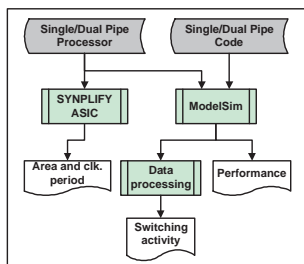 Single/Dual Pipe
Processor
Single/Dual Pipe
Code
SYNPLIFY
ASIC
ModelSim
Area and clk.
period
Data
processing
Performance
Switching
activity